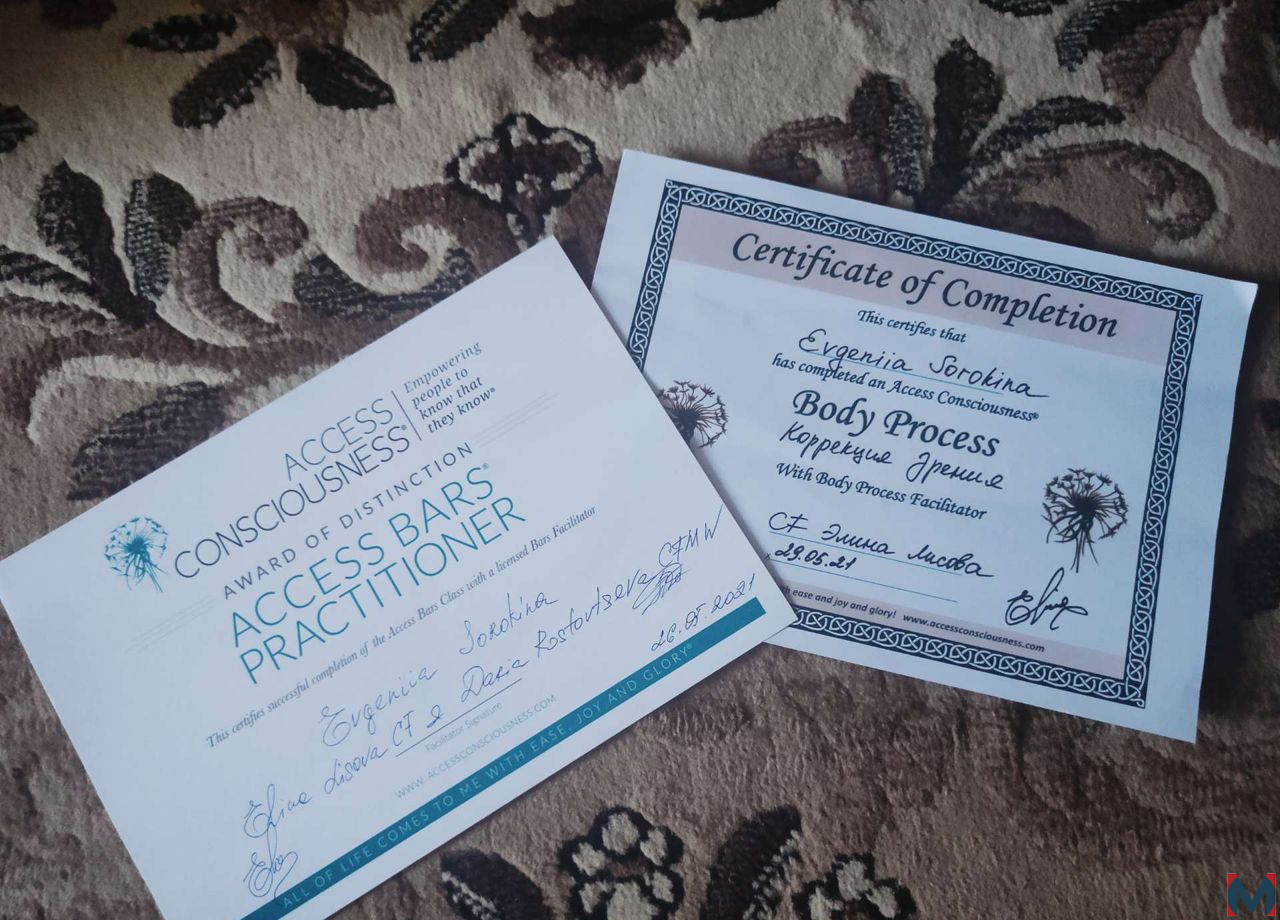 ACCESS
CONSCIOUSNESS®
Empowering
people to
know that
they know®
AWARD OF DISTINCTION
ACCESS BARS®
PRACTITIONER
This certifies successful completion of the Access Bars Class with a licensed Bars Facilitator
Evgeniia Sorokina
Elina Lisova CF & Daria Rostovtseva CFMW
Facilitator Signature
26.05.2021
WWW.ACCESSCONSCIOUSNESS.COM
ALL OF LIFE COMES TO ME WITH EASE, JOY AND GLORY®
Certificate of Completion
This certifies that
Evgeniia Sorokina
has completed an Access Consciousness®
Body Process
Коррекция Зрения
With Body Process Facilitator
CF Элина Лисова
29.05.21
ease and joy and glory! www.accessconsciousness.com
M